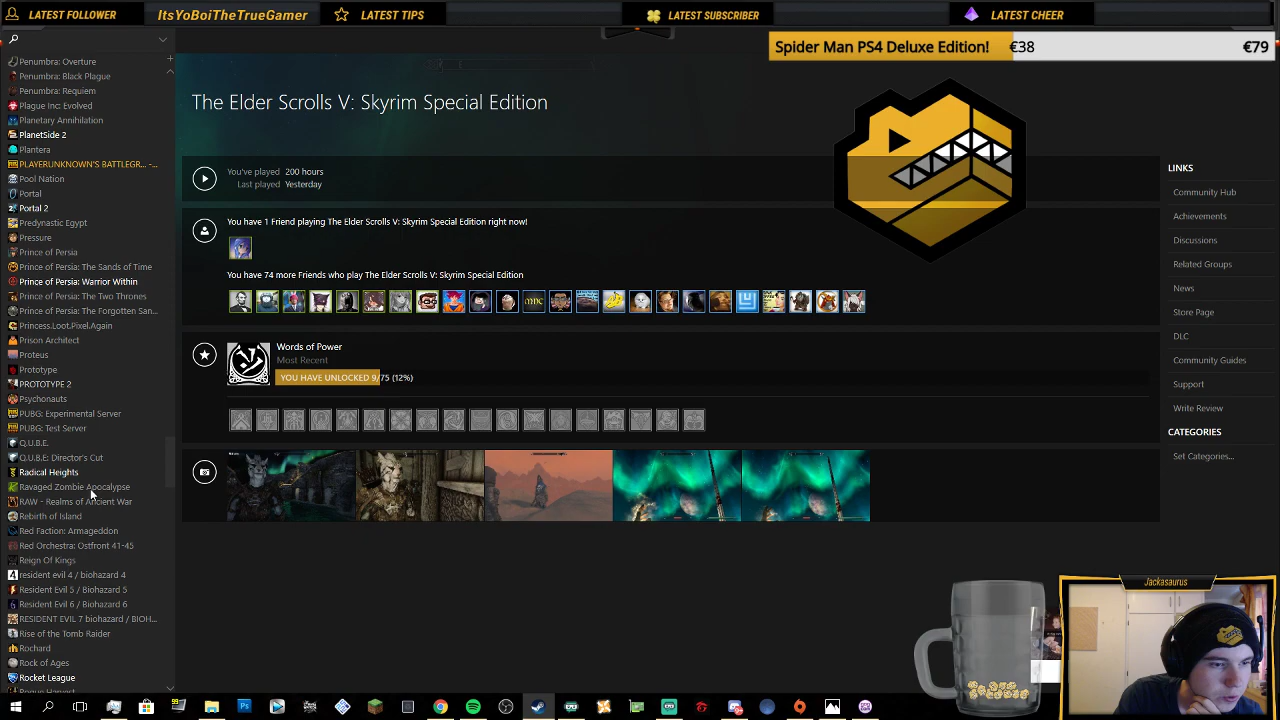 LATEST FOLLOWER
ItsYoBoiTheTrueGamer
LATEST TIPS
LATEST SUBSCRIBER
LATEST CHEER
Spider Man PS4 Deluxe Edition!
€38
€79
Penumbra: Overture
Penumbra: Black Plague
Penumbra: Requiem
Plague Inc: Evolved
Planetary Annihilation
PlanetSide 2
Plantera
PLAYERUNKNOWN'S BATTLEGR... -...
Pool Nation
Portal
Portal 2
Predynastic Egypt
Pressure
Prince of Persia
Prince of Persia: The Sands of Time
Prince of Persia: Warrior Within
Prince of Persia: The Two Thrones
Prince of Persia: The Forgotten San...
Princess.Loot.Pixel.Again
Prison Architect
Proteus
Prototype
PROTOTYPE 2
Psychonauts
PUBG: Experimental Server
PUBG: Test Server
Q.U.B.E.
Q.U.B.E: Director's Cut
Radical Heights
Ravaged Zombie Apocalypse
RAW - Realms of Ancient War
Rebirth of Island
Red Faction: Armageddon
Red Orchestra: Ostfront 41-45
Reign Of Kings
resident evil 4 / biohazard 4
Resident Evil 5 / Biohazard 5
Resident Evil 6 / Biohazard 6
RESIDENT EVIL 7 biohazard / BIOH...
Rise of the Tomb Raider
Rochard
Rock of Ages
Rocket League
The Elder Scrolls V: Skyrim Special Edition
You've played 200 hours
Last played Yesterday
You have 1 Friend playing The Elder Scrolls V: Skyrim Special Edition right now!
You have 74 more Friends who play The Elder Scrolls V: Skyrim Special Edition
Words of Power
Most Recent
YOU HAVE UNLOCKED 9/75 (12%)
LINKS
Community Hub
Achievements
Discussions
Related Groups
News
Store Page
DLC
Community Guides
Support
Write Review
CATEGORIES
Set Categories...
Jackasaurus